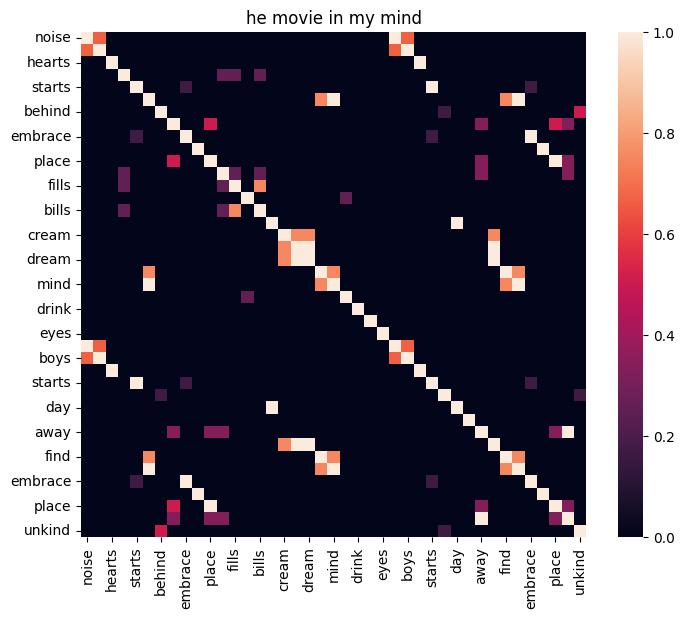 he movie in my mind
noise
hearts
starts
behind
embrace
place
fills
bills
cream
dream
mind
drink
eyes
boys
starts
day
away
find
embrace
place
unkind
1.0
0.8
0.6
0.4
0.2
0.0
noise
hearts
starts
behind
embrace
place
fills
bills
cream
dream
mind
drink
eyes
boys
starts
day
away
find
embrace
place
unkind